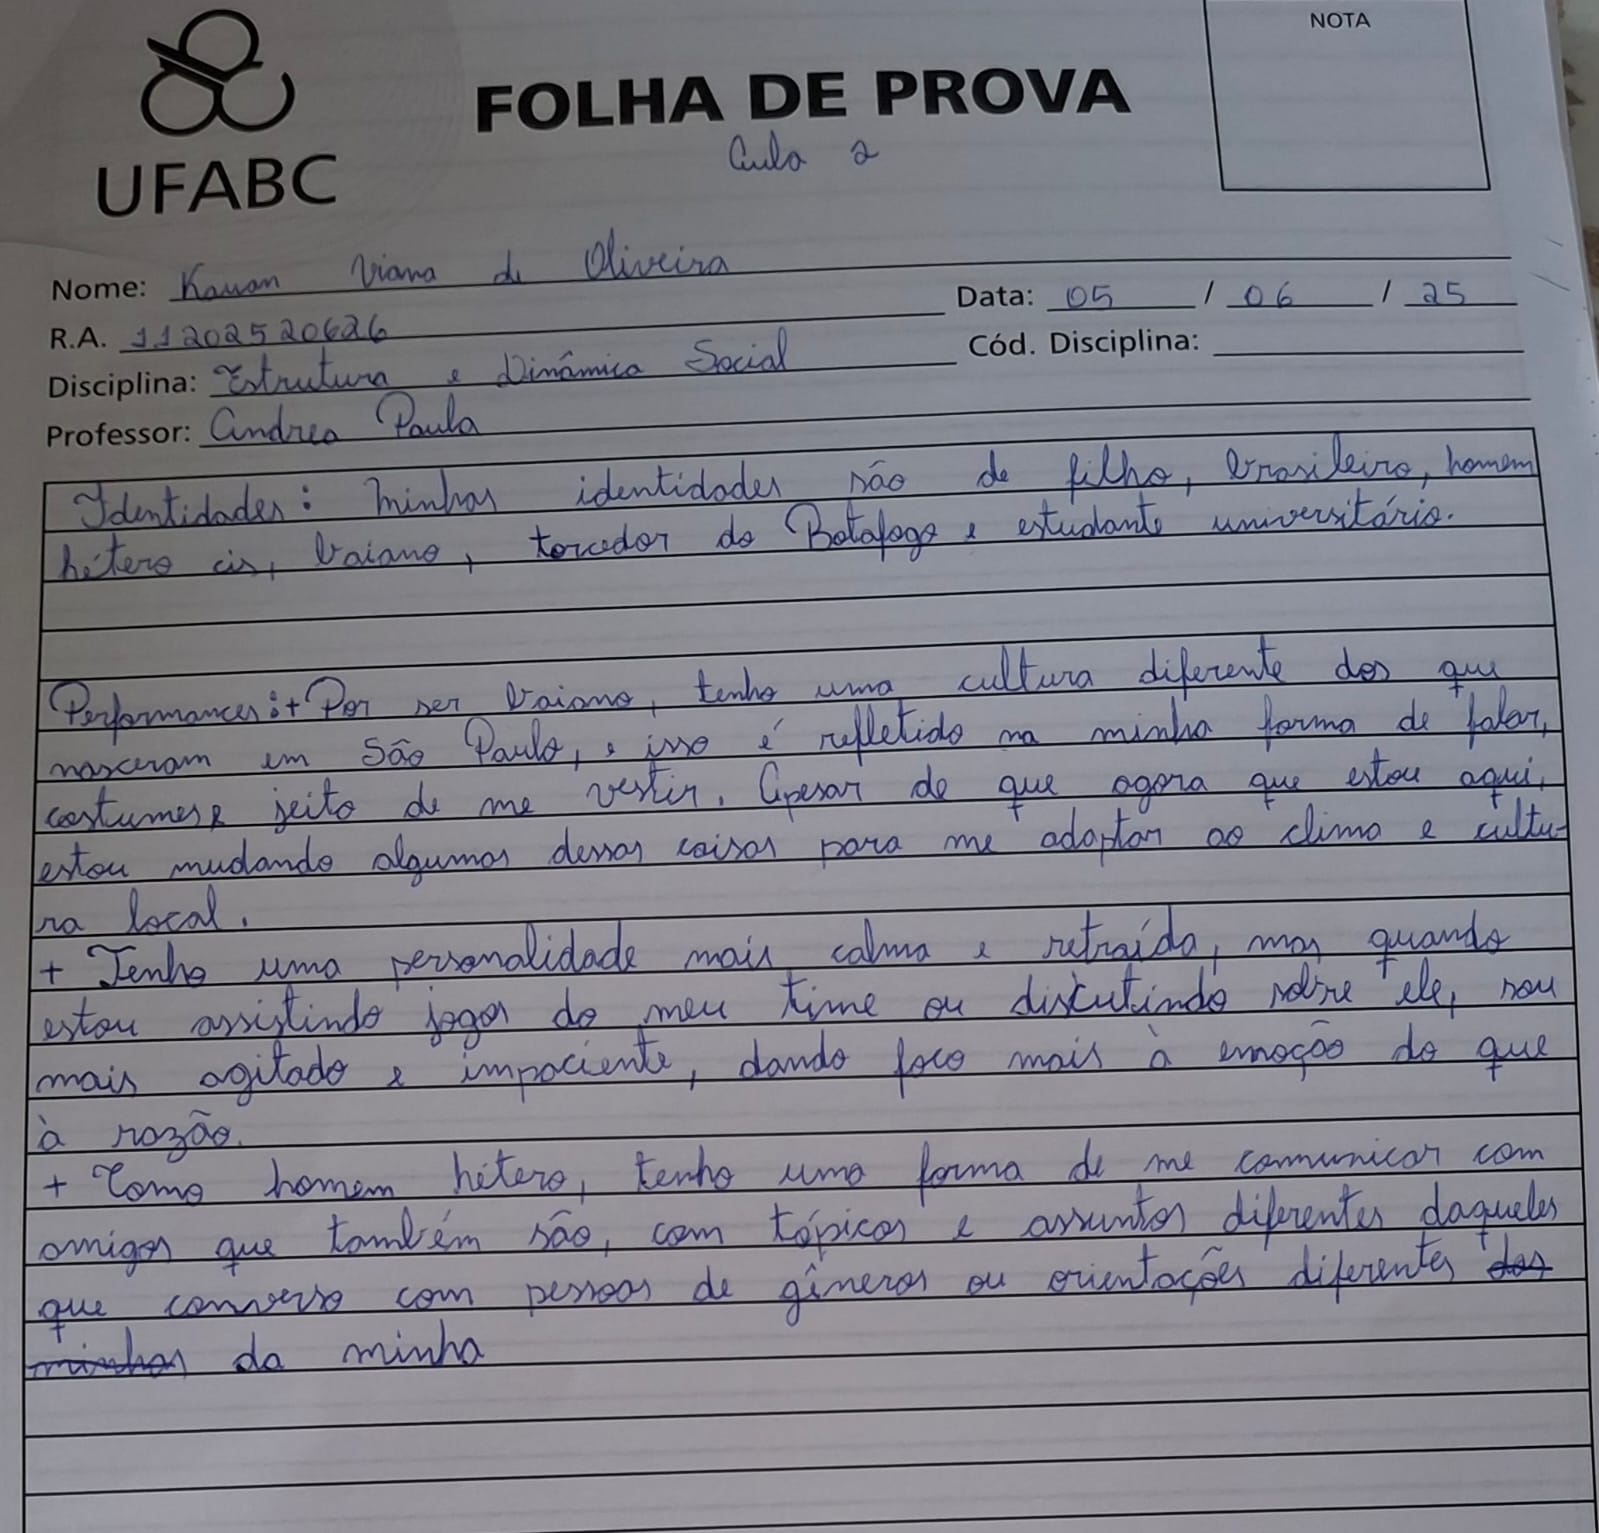 NOTA
FOLHA DE PROVA
Aula 2
UFABC
Nome: Kauan Viana de Oliveira
Data: 05 / 06 / 25
R.A. 11202520626
Cód. Disciplina:
Disciplina: Estrutura e Dinâmica Social
Professor: Andrea Paula
Identidades: Minhas identidades são de filho, brasileiro, homem
hétero cis, baiano, torcedor do Botafogo e estudante universitário.
Performances: + Por ser baiano, tenho uma cultura diferente dos que
nasceram em São Paulo, e isso é refletido na minha forma de falar,
costumes e jeito de me vestir. Apesar de que agora que estou aqui,
estou mudando algumas dessas coisas para me adaptar ao clima e cultu-
ra local.
+ Tenho uma personalidade mais calma e retraída, mas quando
estou assistindo jogos do meu time ou discutindo sobre ele, sou
mais agitado e impaciente, dando foco mais à emoção do que
à razão.
+ Como homem hétero, tenho uma forma de me comunicar com
amigos que também são, com tópicos e assuntos diferentes daqueles
que converso com pessoas de gêneros ou orientações diferentes das
minhas da minha